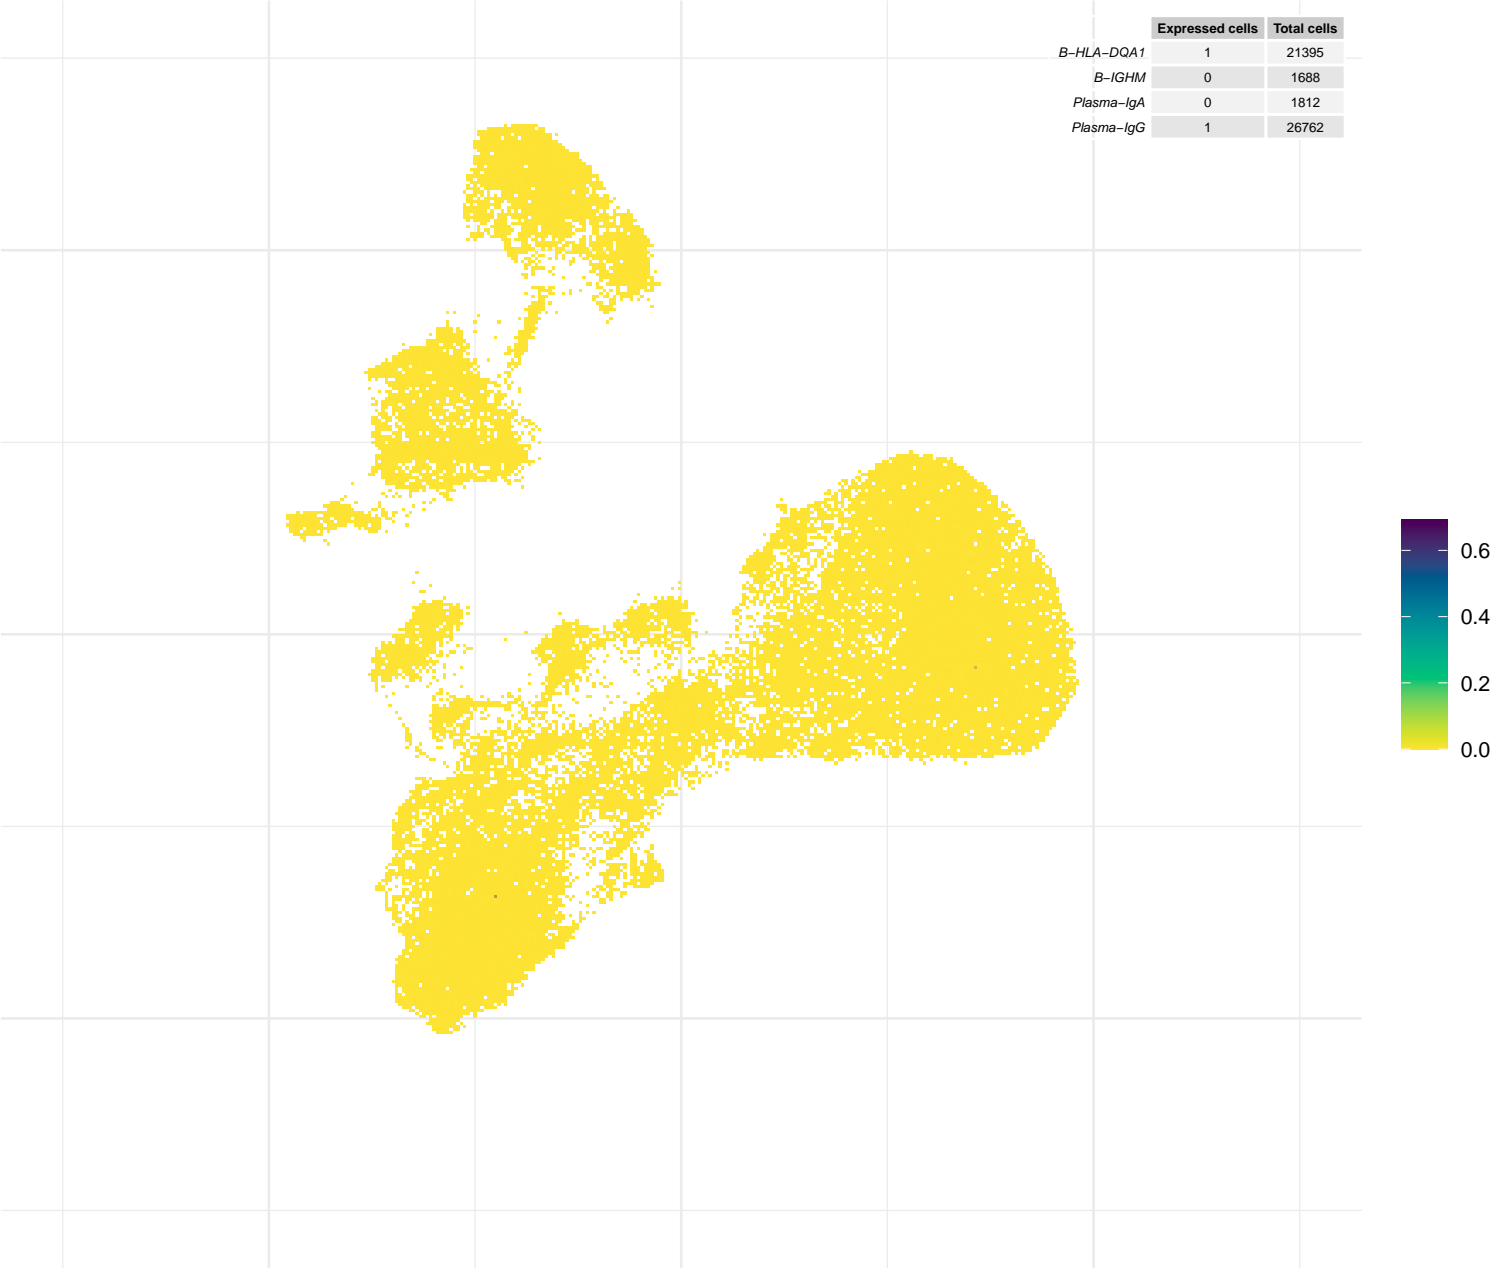 Expressed cells Total cells
B−HLA−DQA1 1 21395
B−IGHM 0 1688
Plasma−IgA 0 1812
Plasma−IgG 1 26762
0.6
0.4
0.2
0.0